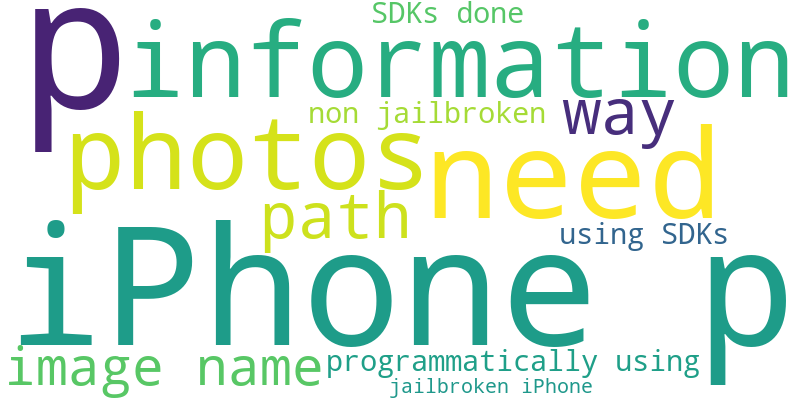 SDKs done
p
information
non jailbroken
way
photos
need
path
using SDKs
iPhone p
image name
programmatically using
jailbroken iPhone